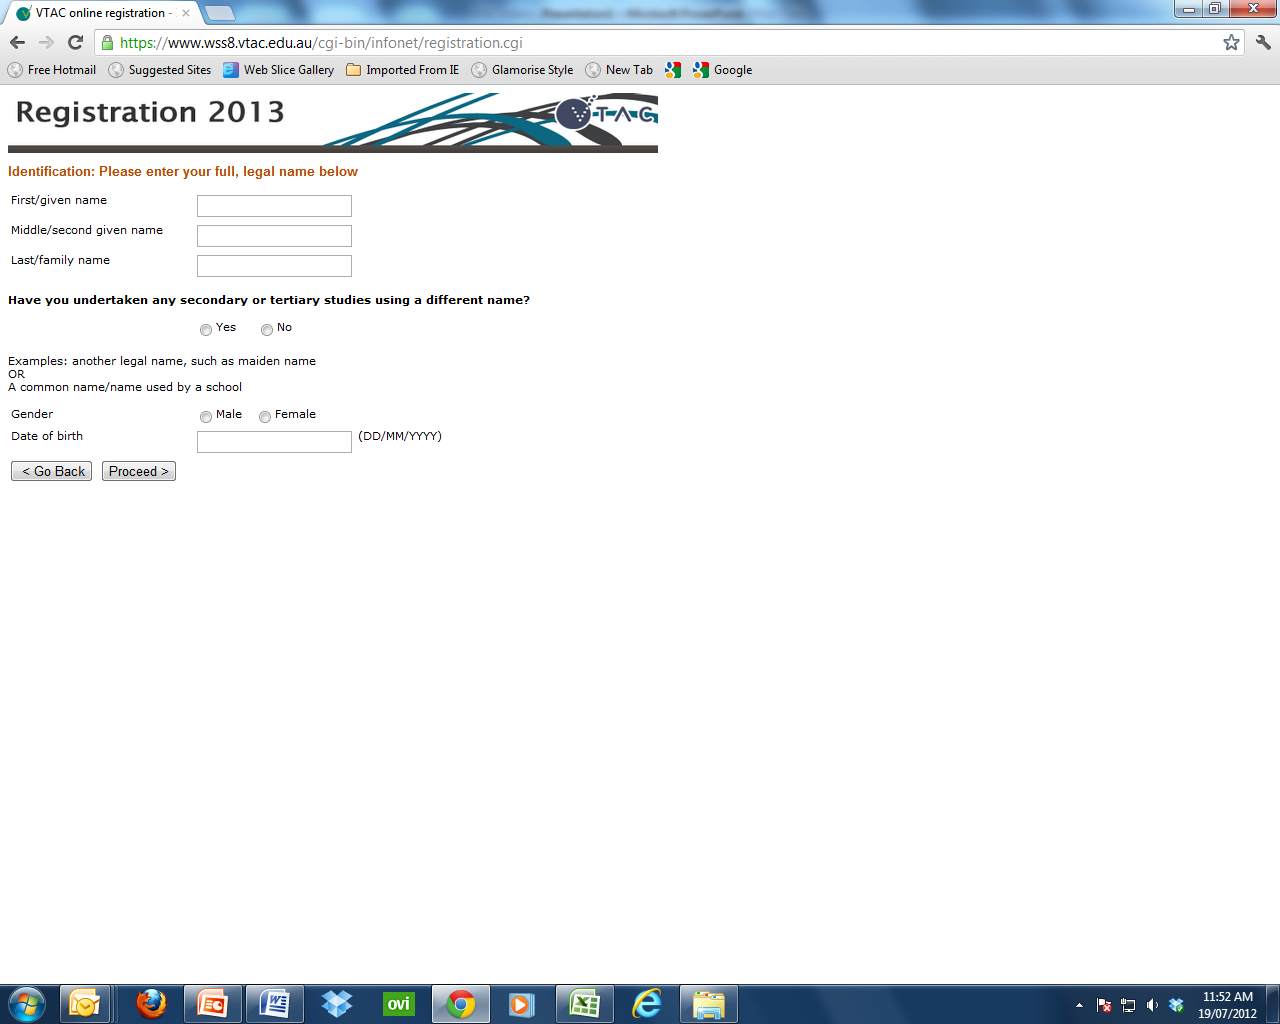 VTAC online registration -
https://www.wss8.vtac.edu.au/cgi-bin/infonet/registration.cgi
Free Hotmail Suggested Sites Web Slice Gallery Imported From IE Glamorise Style New Tab Google
Registration 2013 VTAC
Identification: Please enter your full, legal name below
First/given name
Middle/second given name
Last/family name
Have you undertaken any secondary or tertiary studies using a different name?
Yes No
Examples: another legal name, such as maiden name
OR
A common name/name used by a school
Gender Male Female
Date of birth (DD/MM/YYYY)
< Go Back Proceed >
ovi
11:52 AM
19/07/2012